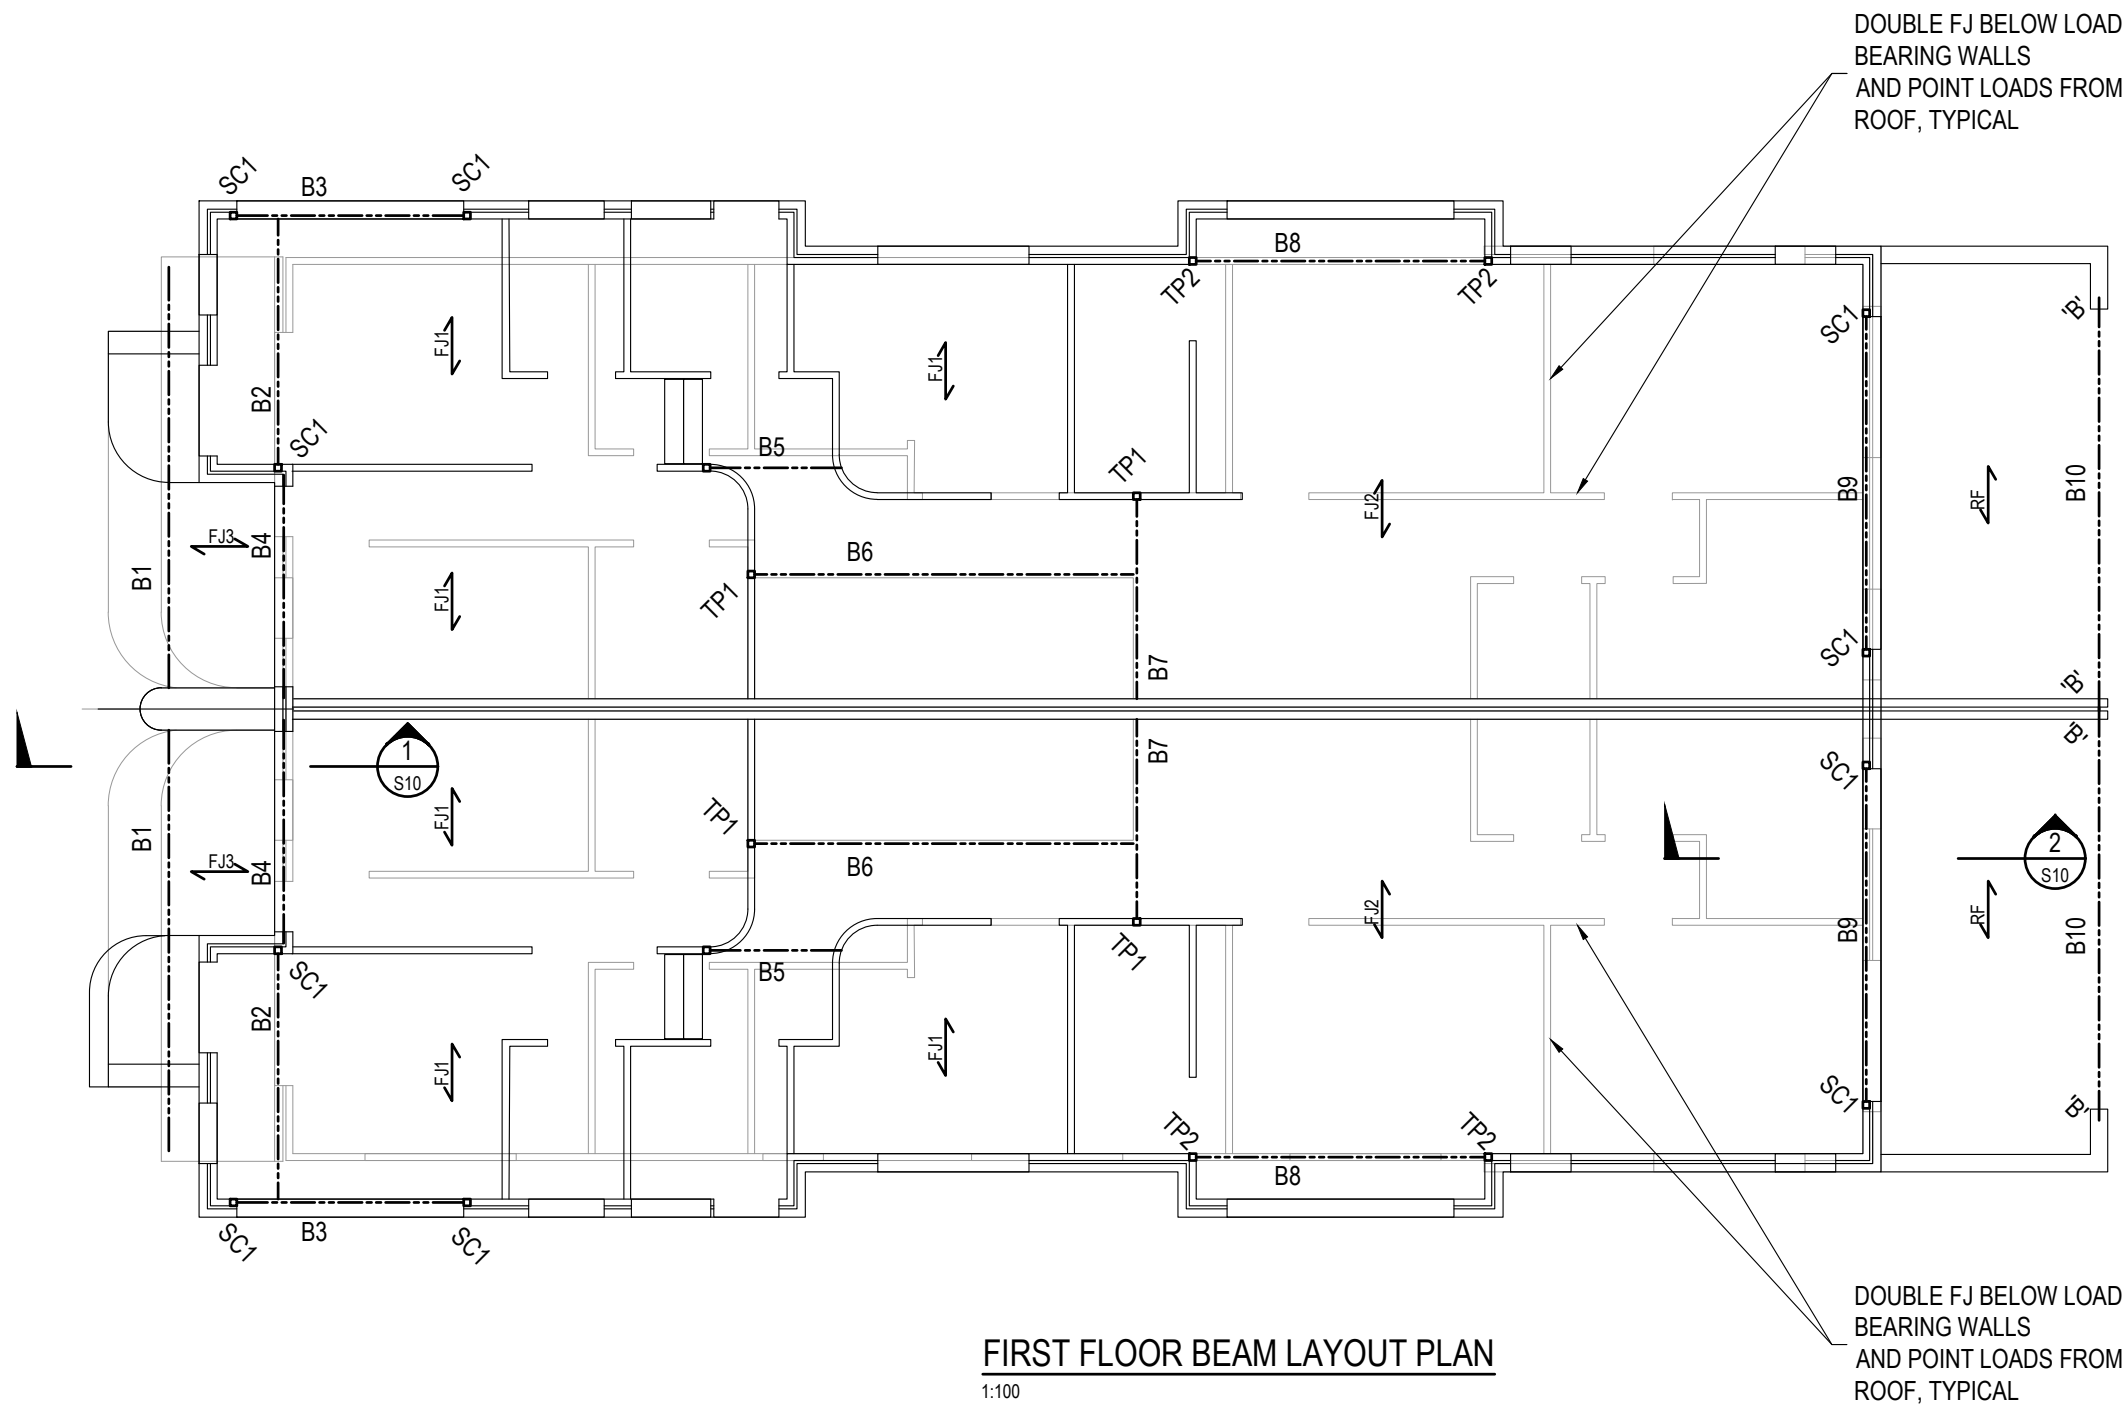 DOUBLE FJ BELOW LOAD
BEARING WALLS
AND POINT LOADS FROM
ROOF, TYPICAL
SC1
B3
SC1
B8
TP2
TP2
'B'
SC1
FJ1
FJ1
B2
SC1
B5
TP1
B9
B10
RF
FJ2
FJ3
B4
B6
B1
FJ1
TP1
B7
SC1
'B'
'B'
1
S10
B7
SC1
TP1
FJ1
B1
FJ3
B4
B6
2
S10
FJ2
RF
B9
B10
TP1
B5
SC1
B2
FJ1
FJ1
SC1
'B'
TP2
TP2
B8
SC1
B3
SC1
DOUBLE FJ BELOW LOAD
BEARING WALLS
AND POINT LOADS FROM
ROOF, TYPICAL
FIRST FLOOR BEAM LAYOUT PLAN
1:100